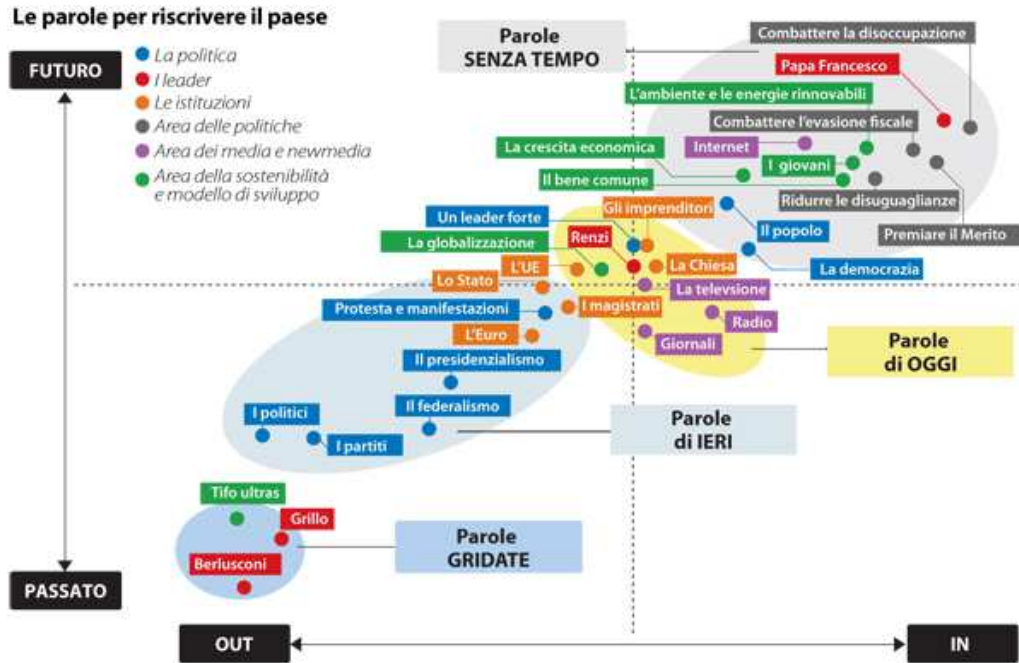 Le parole per riscrivere il paese
FUTURO
La politica
I leader
Le istituzioni
Area delle politiche
Area dei media e newmedia
Area della sostenibilità
e modello di sviluppo
Parole
SENZA TEMPO
Combattere la disoccupazione
Papa Francesco
L'ambiente e le energie rinnovabili
Combattere l'evasione fiscale
Internet
La crescita economica
I giovani
Il bene comune
Ridurre le disuguaglianze
Gli imprenditori
Un leader forte
Il popolo
Premiare il Merito
Renzi
La globalizzazione
L'UE
La Chiesa
La democrazia
Lo Stato
La televsione
Protesta e manifestazioni
I magistrati
Radio
L'Euro
Giornali
Parole
di OGGI
Il presidenzialismo
I politici
Il federalismo
I partiti
Parole
di IERI
Tifo ultras
Grillo
Berlusconi
Parole
GRIDATE
PASSATO
OUT
IN